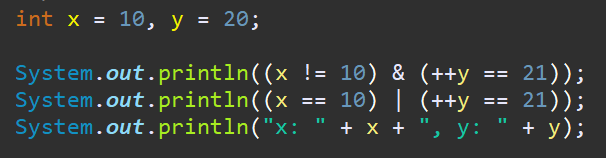 int x = 10, y = 20;
System.out.println((x != 10) & (++y == 21));
System.out.println((x == 10) | (++y == 21));
System.out.println("x: " + x + ", y: " + y);